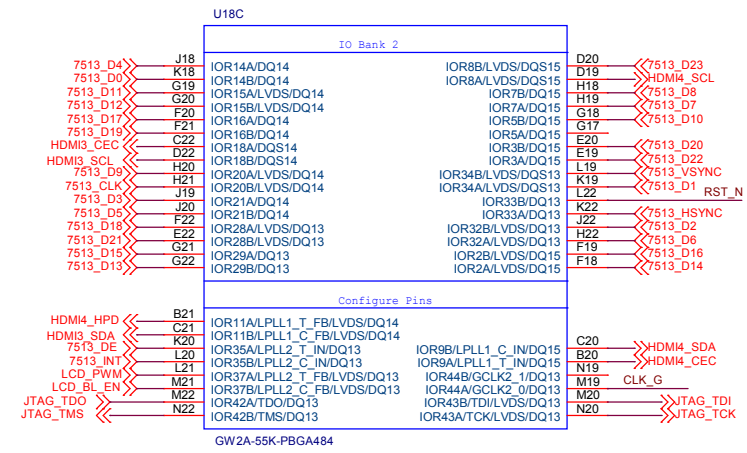 U18C
IO Bank 2
7513_D4 J18 IOR14A/DQ14 IOR8B/LVDS/DQS15 D20 7513_D23
7513_D0 K18 IOR14B/DQ14 IOR8A/LVDS/DQS15 D19 HDMI4_SCL
7513_D11 G19 IOR15A/LVDS/DQ14 IOR7B/DQ15 H18 7513_D8
7513_D12 G20 IOR15B/LVDS/DQ14 IOR7A/DQ15 H19 7513_D7
7513_D17 F20 IOR16A/DQ14 IOR5B/DQ15 G18 7513_D10
7513_D19 F21 IOR16B/DQ14 IOR5A/DQ15 G17
HDMI3_CEC C22 IOR18A/DQS14 IOR3B/DQ15 E20 7513_D20
HDMI3_SCL D22 IOR18B/DQS14 IOR3A/DQ15 E19 7513_D22
7513_D9 H20 IOR20A/LVDS/DQ14 IOR34B/LVDS/DQS13 L19 7513_VSYNC
7513_CLK H21 IOR20B/LVDS/DQ14 IOR34A/LVDS/DQS13 K19 7513_D1
7513_D3 J19 IOR21A/DQ14 IOR33B/DQ13 L22 RST_N
7513_D5 J20 IOR21B/DQ14 IOR33A/DQ13 K22 7513_HSYNC
7513_D18 F22 IOR28A/LVDS/DQ13 IOR32B/LVDS/DQ13 J22 7513_D2
7513_D21 E22 IOR28B/LVDS/DQ13 IOR32A/LVDS/DQ13 H22 7513_D6
7513_D15 G21 IOR29A/DQ13 IOR2B/LVDS/DQ15 F19 7513_D16
7513_D13 G22 IOR29B/DQ13 IOR2A/LVDS/DQ15 F18 7513_D14
Configure Pins
HDMI4_HPD B21 IOR11A/LPLL1_T_FB/LVDS/DQ14
HDMI3_SDA C21 IOR11B/LPLL1_C_FB/LVDS/DQ14
7513_DE K20 IOR35A/LPLL2_T_IN/DQ13 IOR9B/LPLL1_C_IN/DQ15 C20 HDMI4_SDA
7513_INT L20 IOR35B/LPLL2_C_IN/DQ13 IOR9A/LPLL1_T_IN/DQ15 B20 HDMI4_CEC
LCD_PWM L21 IOR37A/LPLL2_T_FB/LVDS/DQ13 IOR44B/GCLK2_1/DQ13 N19
LCD_BL_EN M21 IOR37B/LPLL2_C_FB/LVDS/DQ13 IOR44A/GCLK2_0/DQ13 M19 CLK_G
JTAG_TDO M22 IOR42A/TDO/DQ13 IOR43B/TDI/LVDS/DQ13 M20 JTAG_TDI
JTAG_TMS N22 IOR42B/TMS/DQ13 IOR43A/TCK/LVDS/DQ13 N20 JTAG_TCK
GW2A-55K-PBGA484